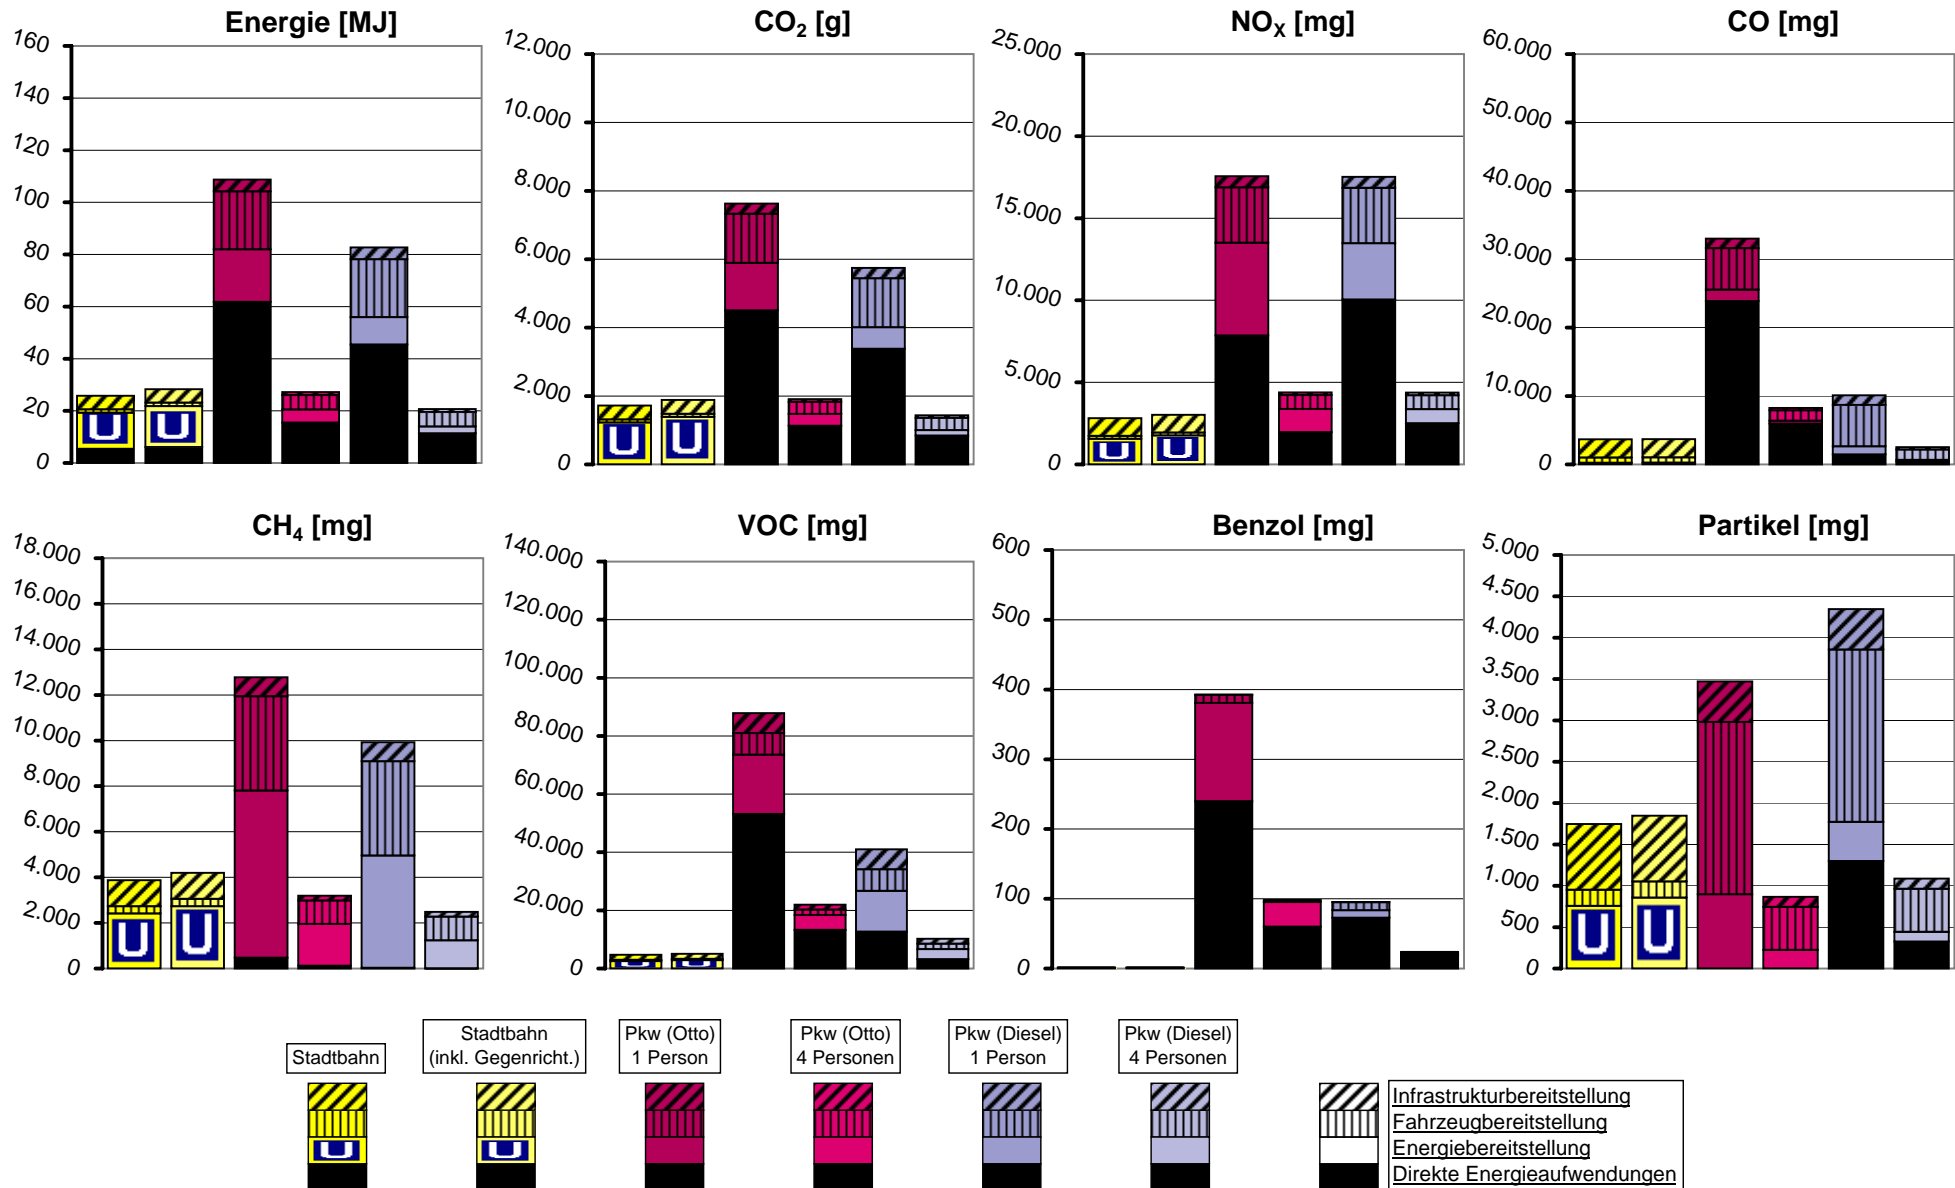 Energie [MJ]
160
140
120
100
80
60
40
20
0
U
U
CO₂ [g]
12.000
10.000
8.000
6.000
4.000
2.000
0
U
U
NOₓ [mg]
25.000
20.000
15.000
10.000
5.000
0
U
U
CO [mg]
60.000
50.000
40.000
30.000
20.000
10.000
0
CH₄ [mg]
18.000
16.000
14.000
12.000
10.000
8.000
6.000
4.000
2.000
0
U
U
VOC [mg]
140.000
120.000
100.000
80.000
60.000
40.000
20.000
0
U
U
Benzol [mg]
600
500
400
300
200
100
0
Partikel [mg]
5.000
4.500
4.000
3.500
3.000
2.500
2.000
1.500
1.000
500
0
U
U
Stadtbahn
Stadtbahn
(inkl. Gegenricht.)
Pkw (Otto)
1 Person
Pkw (Otto)
4 Personen
Pkw (Diesel)
1 Person
Pkw (Diesel)
4 Personen
U
U
Infrastrukturbereitstellung
Fahrzeugbereitstellung
Energiebereitstellung
Direkte Energieaufwendungen